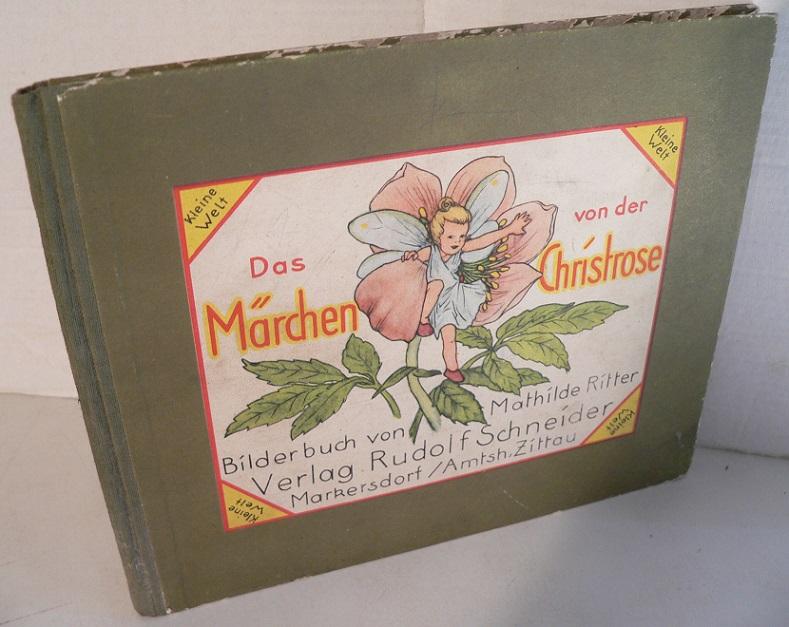 Kleine
Welt
Kleine
Welt
Das
Märchen
von der
Christrose
Bilderbuch von Mathilde Ritter
Verlag Rudolf Schneider
Markersdorf/Amtsh. Zittau
Kleine
Welt
Kleine
Welt